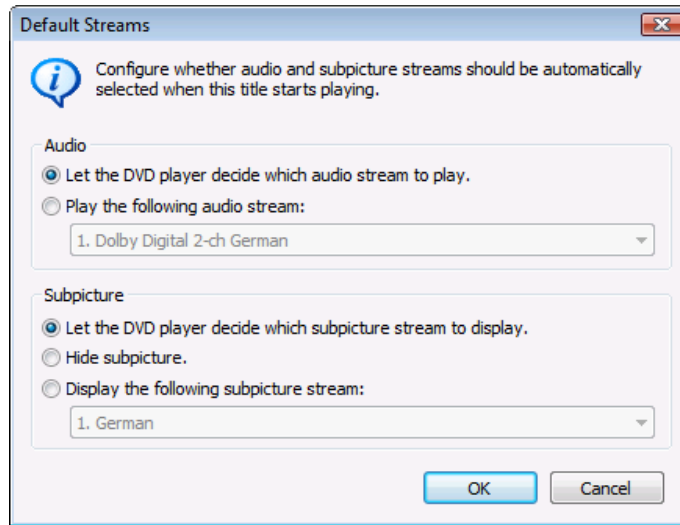 Default Streams
Configure whether audio and subpicture streams should be automatically
selected when this title starts playing.
Audio
Let the DVD player decide which audio stream to play.
Play the following audio stream:
1. Dolby Digital 2-ch German
Subpicture
Let the DVD player decide which subpicture stream to display.
Hide subpicture.
Display the following subpicture stream:
1. German
OK Cancel